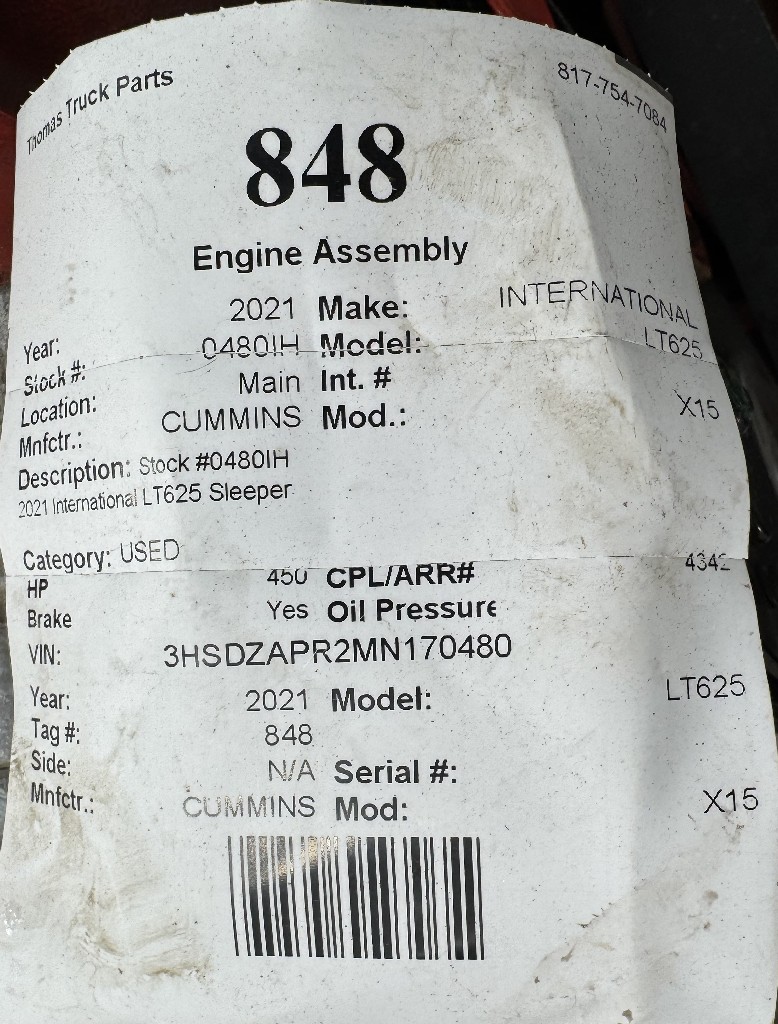 Thomas Truck Parts 817-754-7084
848
Engine Assembly
Year: 2021 Make: INTERNATIONAL
Stock #: 0480IH Model: LT625
Location: Main Int. #
Mnfctr.: CUMMINS Mod.: X15
Description: Stock #0480IH
2021 International LT625 Sleeper
Category: USED
HP 450 CPL/ARR# 4342
Brake Yes Oil Pressure
VIN: 3HSDZAPR2MN170480
Year: 2021 Model: LT625
Tag #: 848
Side: N/A Serial #:
Mnfctr.: CUMMINS Mod: X15